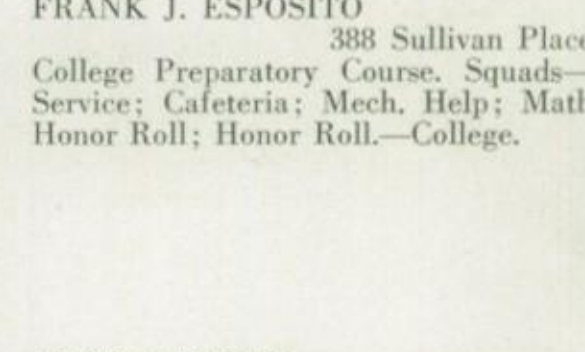 FRANK J. ESPOSITO
388 Sullivan Place
College Preparatory Course. Squads—
Service; Cafeteria; Mech. Help; Math
Honor Roll; Honor Roll.—College.